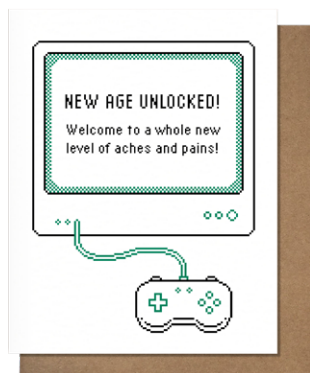 NEW AGE UNLOCKED!
Welcome to a whole new
level of aches and pains!